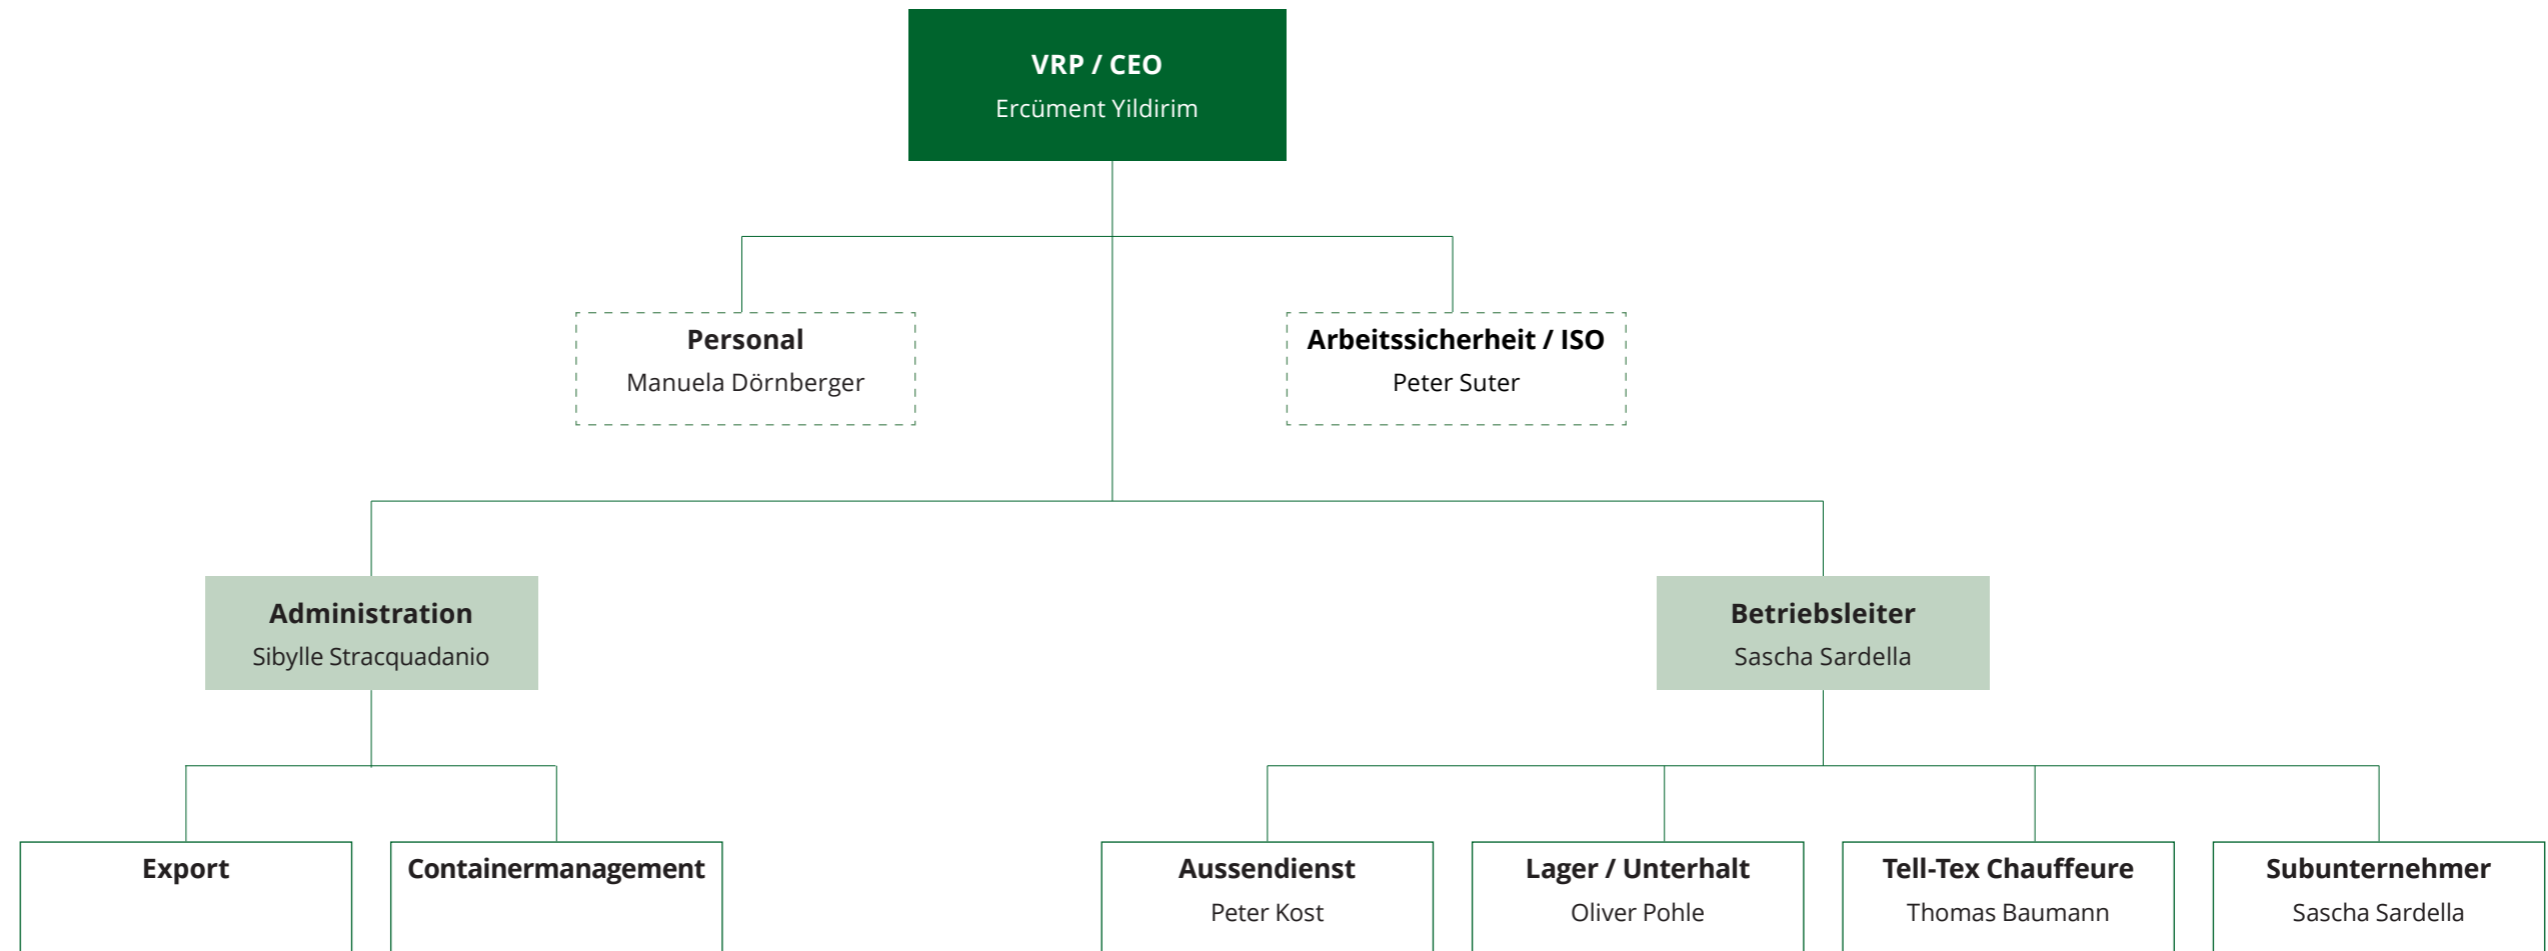 VRP / CEO
Ercüment Yildirim
Personal
Manuela Dörnberger
Arbeitssicherheit / ISO
Peter Suter
Administration
Sibylle Stracquadanio
Betriebsleiter
Sascha Sardella
Export
Containermanagement
Aussendienst
Peter Kost
Lager / Unterhalt
Oliver Pohle
Tell-Tex Chauffeure
Thomas Baumann
Subunternehmer
Sascha Sardella